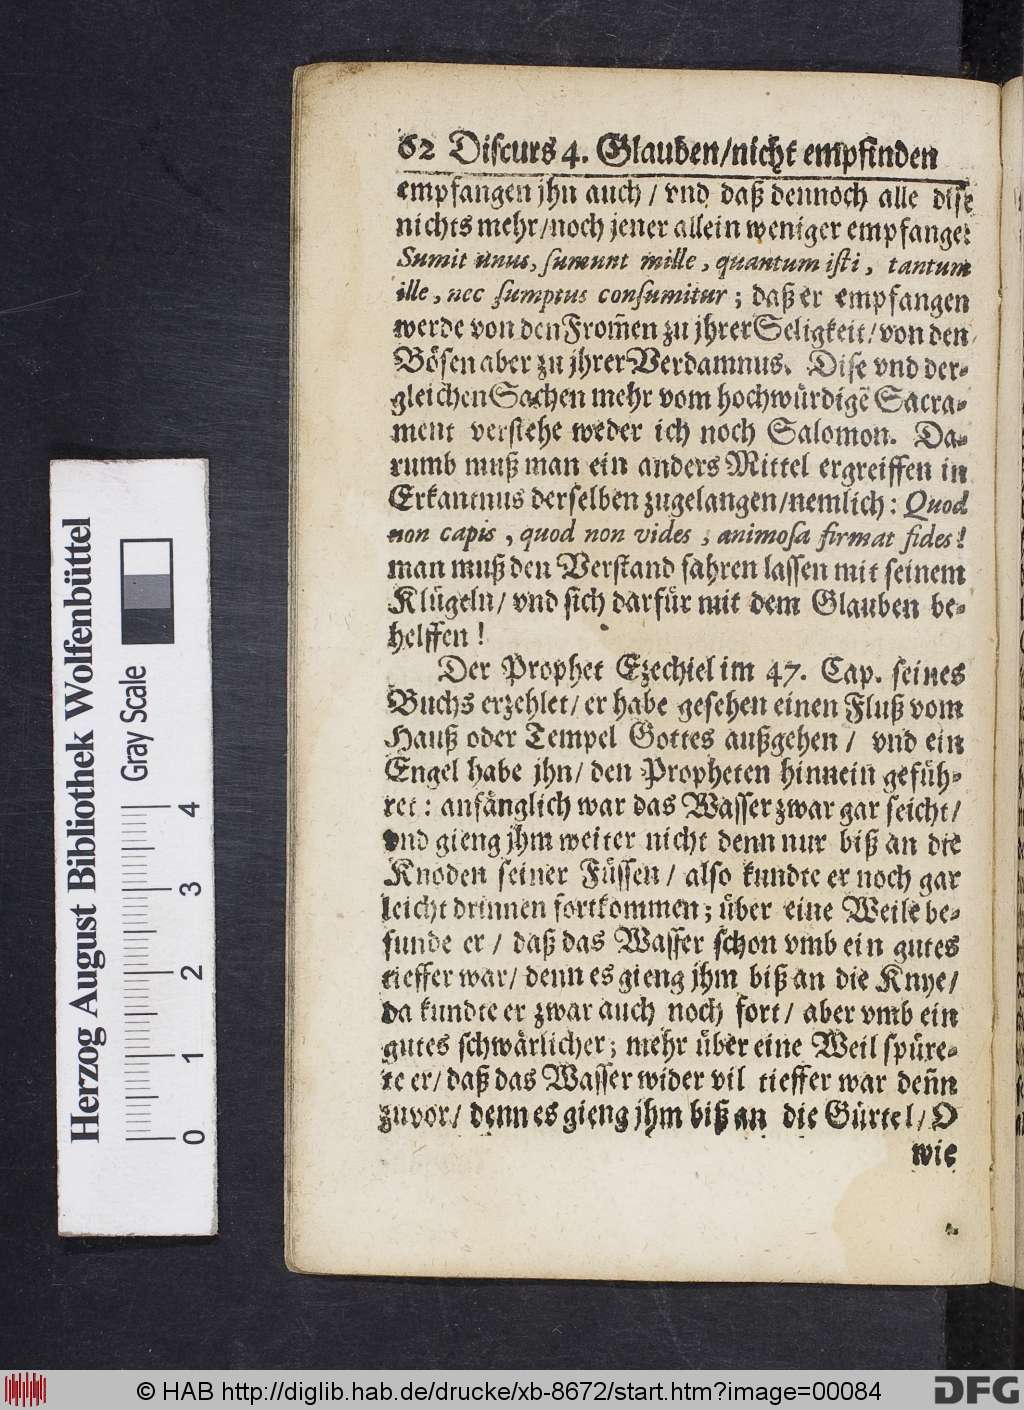 62 Discurs 4. Glauben/nicht empfinden
empfangen jhn auch / vnd daß dennoch alle dise
nichts mehr/noch jener allein weniger empfange:
Sumit unus, sumunt mille, quantum isti, tantum
ille, nec sumptus consumitur; daß er empfangen
werde von den From̃en zu jhrer Seligkeit/von den
Bösen aber zu jhrer Verdamnus. Dise vnd der-
gleichen Sachen mehr vom hochwürdigẽ Sacra-
ment verstehe weder ich noch Salomon. Da-
rumb muß man ein anders Mittel ergreiffen in
Erkantnus derselben zugelangen/nemlich: Quod
non capis, quod non vides, animosa firmat fides!
man muß den Verstand fahren lassen mit seinem
Klügeln/ vnd sich darfür mit dem Glauben be-
helffen!
Der Prophet Ezechiel im 47. Cap. seines
Buchs erzehlet/ er habe gesehen einen Fluß vom
Hauß oder Tempel Gottes außgehen / vnd ein
Engel habe jhn/ den Propheten hinnein gefüh-
ret: anfänglich war das Wasser zwar gar seicht/
vnd gieng jhm weiter nicht denn nur biß an die
Knoden seiner Füssen/ also kundte er noch gar
leicht drinnen fortkommen; über eine Weile be-
funde er / daß das Wasser schon vmb ein gutes
tieffer war/ denn es gieng jhm biß an die Knye/
da kundte er zwar auch noch fort/ aber vmb ein
gutes schwärlicher; mehr über eine Weil spüre-
te er/ daß das Wasser wider vil tieffer war deñn
zuvor/ denn es gieng jhm biß an die Gürtel/ O
wie
Herzog August Bibliothek Wolfenbüttel
Gray Scale
0 1 2 3 4
© HAB http://diglib.hab.de/drucke/xb-8672/start.htm?image=00084
DFG